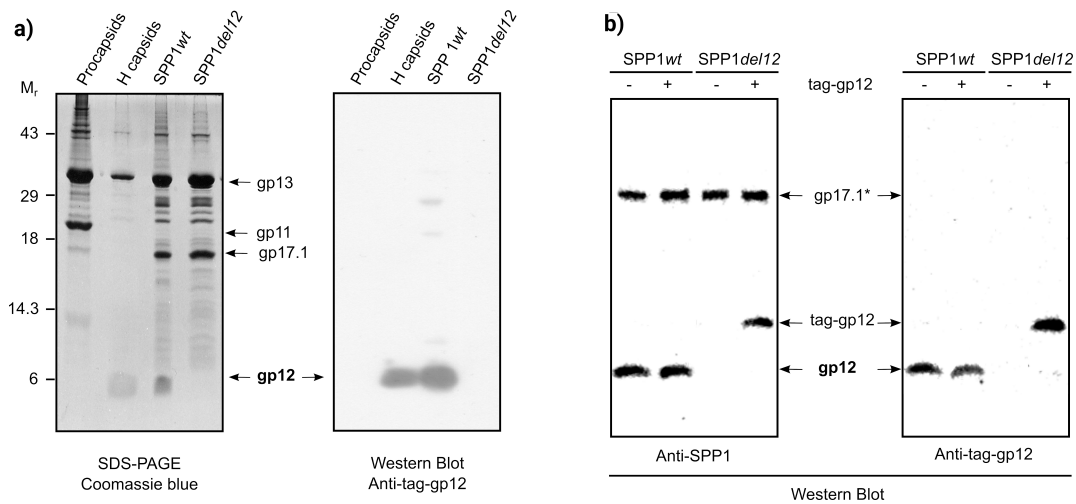 a)
Procapsids
H capsids
SPP1wt
SPP1del12
Procapsids
H capsids
SPP1wt
SPP1del12
Mr
43
29
18
14.3
6
gp13
gp11
gp17.1
gp12
SDS-PAGE
Coomassie blue
Western Blot
Anti-tag-gp12
b)
SPP1wt SPP1del12 SPP1wt SPP1del12
- + - + tag-gp12 - + - +
gp17.1*
tag-gp12
gp12
Anti-SPP1 Anti-tag-gp12
Western Blot